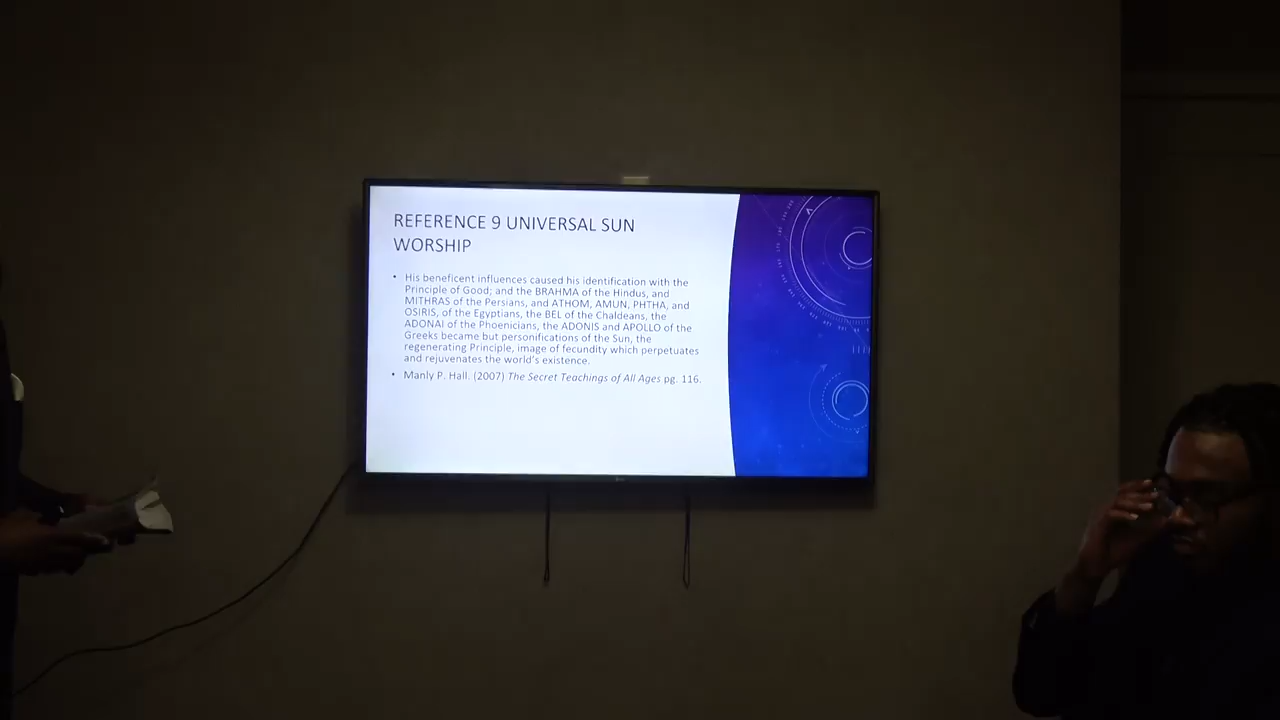 REFERENCE 9 UNIVERSAL SUN
WORSHIP
• His beneficent influences caused his identification with the
Principle of Good; and the BRAHMA of the Hindus, and
MITHRAS of the Persians, and ATHOM, AMUN, PHTHA, and
OSIRIS, of the Egyptians, the BEL of the Chaldeans, the
ADONAI of the Phoenicians, the ADONIS and APOLLO of the
Greeks became but personifications of the Sun, the
regenerating Principle, image of fecundity which perpetuates
and rejuvenates the world's existence.
• Manly P. Hall. (2007) The Secret Teachings of All Ages pg. 116.